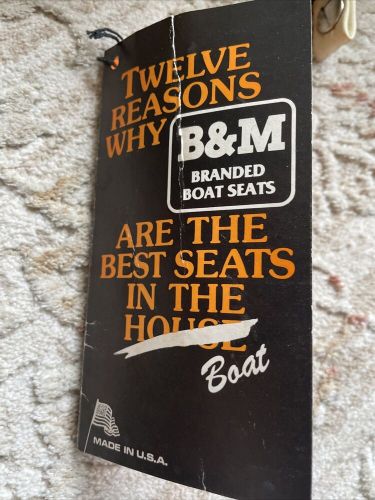 TWELVE
REASONS
WHY
B&M
BRANDED
BOAT SEATS
ARE THE
BEST SEATS
IN THE
HOUSE
Boat
MADE IN U.S.A.